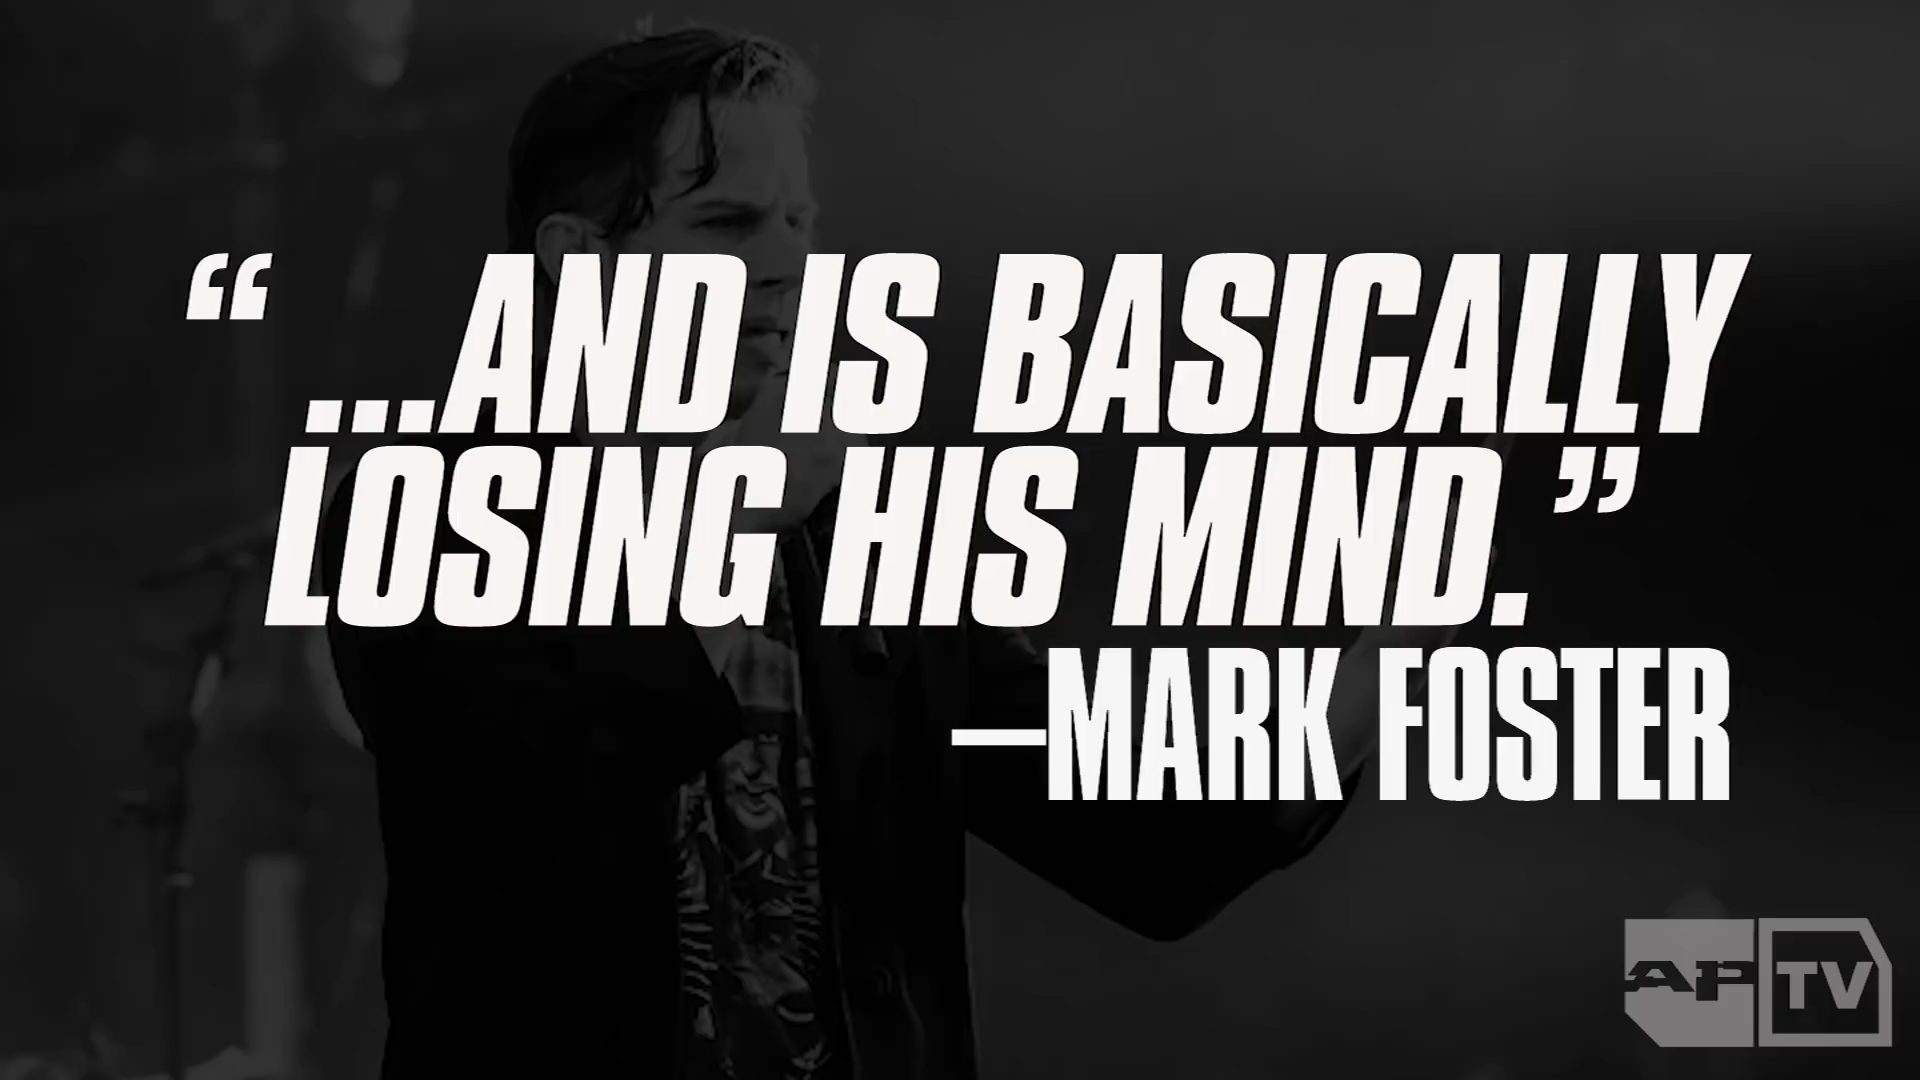 “ ...AND IS BASICALLY
LOSING HIS MIND.”
—MARK FOSTER
AP TV